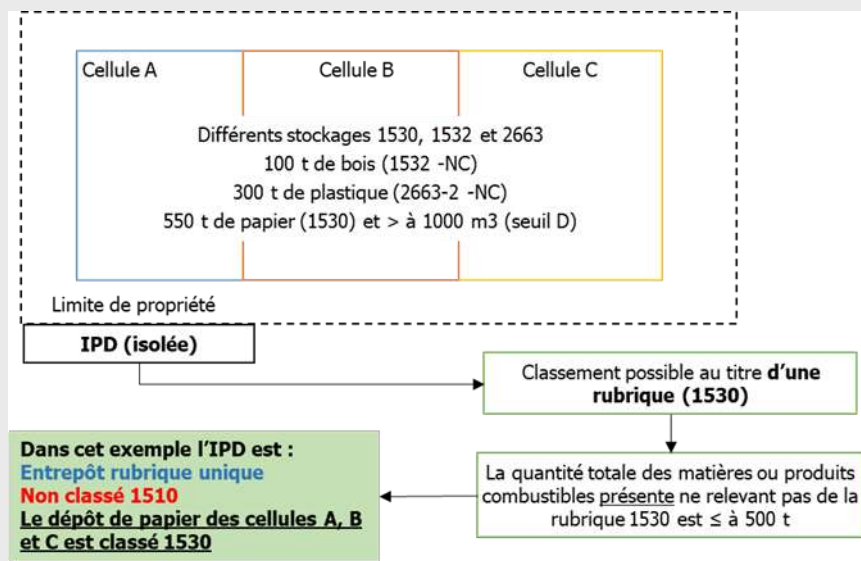 Cellule A
Cellule B
Cellule C
Différents stockages 1530, 1532 et 2663
100 t de bois (1532 -NC)
300 t de plastique (2663-2 -NC)
550 t de papier (1530) et > à 1000 m3 (seuil D)
Limite de propriété
IPD (isolée)
Classement possible au titre d'une
rubrique (1530)
La quantité totale des matières ou produits
combustibles présente ne relevant pas de la
rubrique 1530 est ≤ à 500 t
Dans cet exemple l'IPD est :
Entrepôt rubrique unique
Non classé 1510
Le dépôt de papier des cellules A, B
et C est classé 1530